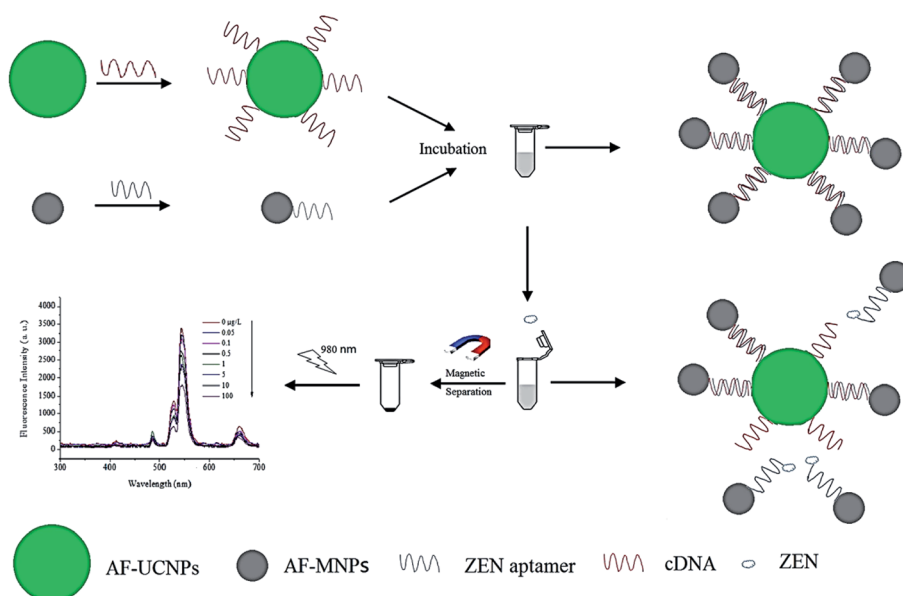 Incubation
4000
3500
3000
2500
2000
1500
1000
500
0
Fluorescence Intensity (a. u.)
300 400 500 600 700
Wavelength (nm)
0 µg/L
0.05
0.1
0.5
1
5
10
100
980 nm
Magnetic
Separation
AF-UCNPs AF-MNPs ZEN aptamer cDNA ZEN